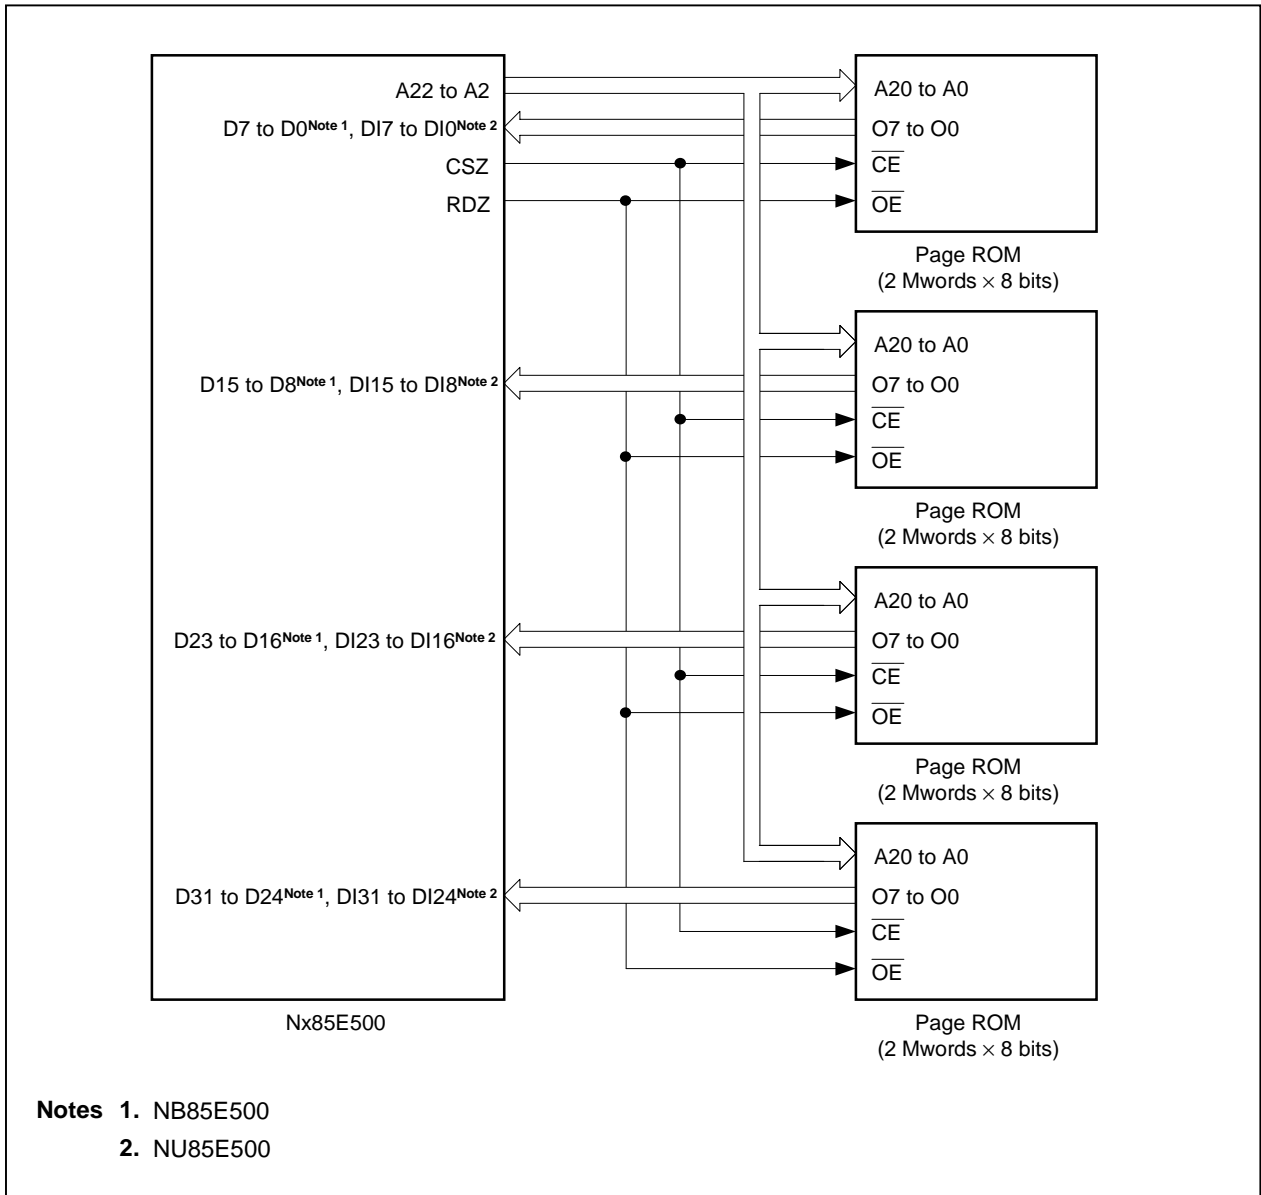 A22 to A2
D7 to D0Note 1, DI7 to DI0Note 2
CSZ
RDZ
A20 to A0
O7 to O0
CE
OE
Page ROM
(2 Mwords × 8 bits)
D15 to D8Note 1, DI15 to DI8Note 2
A20 to A0
O7 to O0
CE
OE
Page ROM
(2 Mwords × 8 bits)
D23 to D16Note 1, DI23 to DI16Note 2
A20 to A0
O7 to O0
CE
OE
Page ROM
(2 Mwords × 8 bits)
D31 to D24Note 1, DI31 to DI24Note 2
A20 to A0
O7 to O0
CE
OE
Nx85E500
Page ROM
(2 Mwords × 8 bits)
Notes 1. NB85E500
2. NU85E500